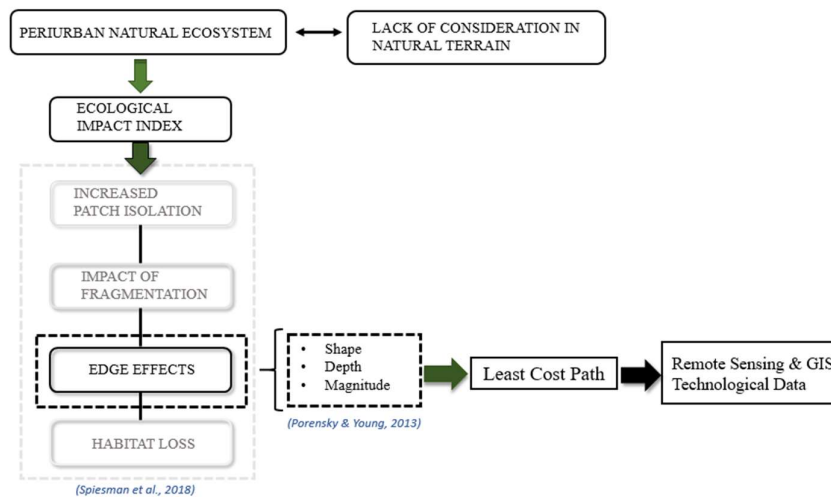 PERIURBAN NATURAL ECOSYSTEM
LACK OF CONSIDERATION IN
NATURAL TERRAIN
ECOLOGICAL
IMPACT INDEX
INCREASED
PATCH ISOLATION
IMPACT OF
FRAGMENTATION
EDGE EFFECTS
HABITAT LOSS
(Spiesman et al., 2018)
• Shape
• Depth
• Magnitude
(Porensky & Young, 2013)
Least Cost Path
Remote Sensing & GIS
Technological Data